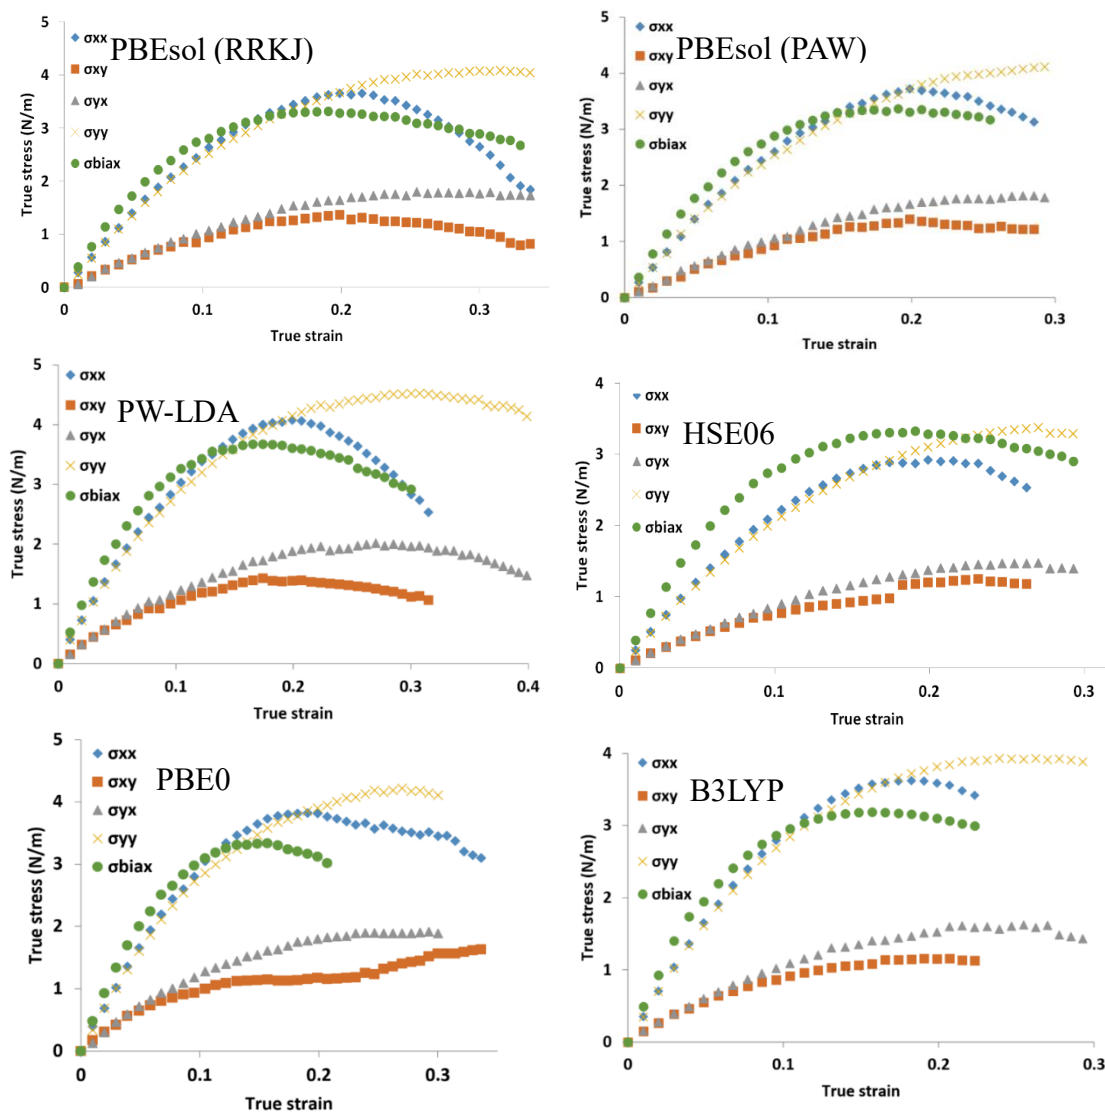 PBEsol (RRKJ)
True stress (N/m)
5
4
3
2
1
0
σxx
σxy
σyx
σyy
σbiax
0
0.1
0.2
0.3
True strain
PBEsol (PAW)
True stress (N/m)
5
4
3
2
1
0
σxx
σxy
σyx
σyy
σbiax
0
0.1
0.2
0.3
True strain
PW-LDA
True stress (N/m)
5
4
3
2
1
0
σxx
σxy
σyx
σyy
σbiax
0
0.1
0.2
0.3
0.4
True strain
HSE06
True stress (N/m)
4
3
2
1
0
σxx
σxy
σyx
σyy
σbiax
0
0.1
0.2
0.3
True strain
PBE0
True stress (N/m)
5
4
3
2
1
0
σxx
σxy
σyx
σyy
σbiax
0
0.1
0.2
0.3
True strain
B3LYP
True stress (N/m)
4
3
2
1
0
σxx
σxy
σyx
σyy
σbiax
0
0.1
0.2
0.3
True strain